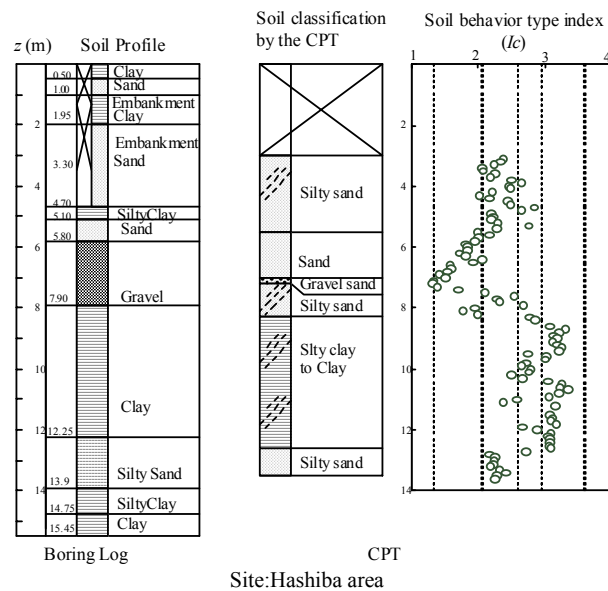 z (m)
Soil Profile
0.50
Clay
1.00
Sand
Embankment
1.95
Clay
2
Embankment
Sand
3.30
4
4.70
5.10
SiltyClay
Sand
5.80
6
Gravel
7.90
8
10
Clay
12.25
12
Silty Sand
13.9
14
SiltyClay
14.75
Clay
15.45
Boring Log
Soil classification
by the CPT
Silty sand
Sand
Gravel sand
Silty sand
Slty clay
to Clay
Silty sand
CPT
Soil behavior type index
(Ic)
1 2 3 4
2
4
6
8
10
12
14
Site:Hashiba area